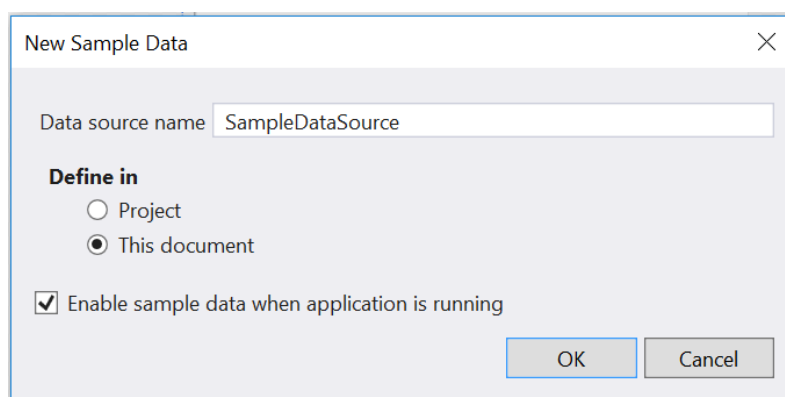 New Sample Data
Data source name SampleDataSource
Define in
Project
This document
Enable sample data when application is running
OK Cancel